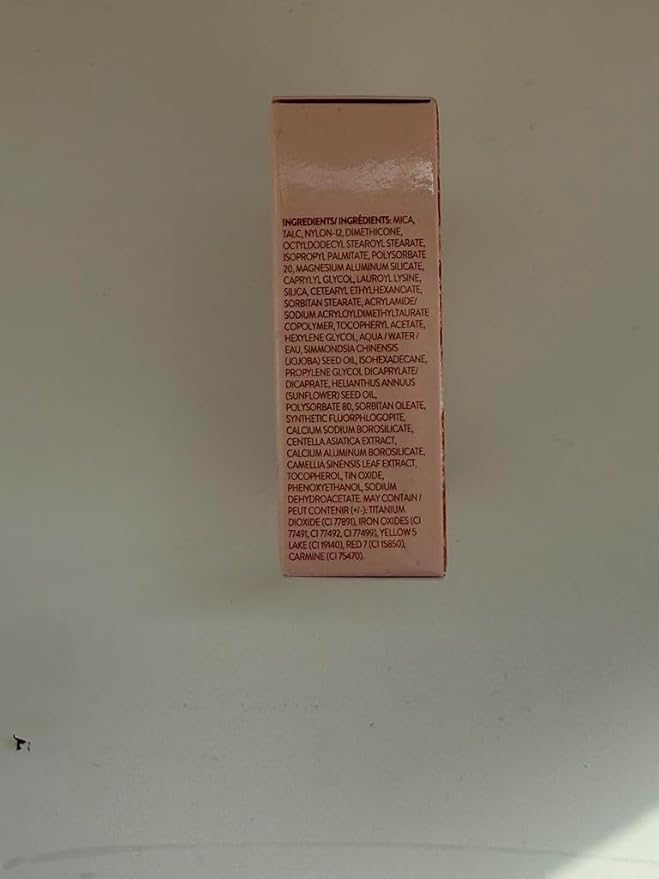 INGREDIENTS/ INGRÉDIENTS: MICA,
TALC, NYLON-12, DIMETHICONE,
OCTYLDODECYL STEAROYL STEARATE,
ISOPROPYL PALMITATE, POLYSORBATE
20, MAGNESIUM ALUMINUM SILICATE,
CAPRYLYL GLYCOL, LAUROYL LYSINE,
SILICA, CETEARYL ETHYLHEXANOATE,
SORBITAN STEARATE, ACRYLAMIDE/
SODIUM ACRYLOYLDIMETHYLTAURATE
COPOLYMER, TOCOPHERYL ACETATE,
HEXYLENE GLYCOL, AQUA / WATER /
EAU, SIMMONDSIA CHINENSIS
(JOJOBA) SEED OIL, ISOHEXADECANE,
PROPYLENE GLYCOL DICAPRYLATE/
DICAPRATE, HELIANTHUS ANNUUS
(SUNFLOWER) SEED OIL,
POLYSORBATE 80, SORBITAN OLEATE,
SYNTHETIC FLUORPHLOGOPITE,
CALCIUM SODIUM BOROSILICATE,
CENTELLA ASIATICA EXTRACT,
CALCIUM ALUMINUM BOROSILICATE,
CAMELLIA SINENSIS LEAF EXTRACT,
TOCOPHEROL, TIN OXIDE,
PHENOXYETHANOL, SODIUM
DEHYDROACETATE. MAY CONTAIN /
PEUT CONTENIR (+/-): TITANIUM
DIOXIDE (CI 77891), IRON OXIDES (CI
77491, CI 77492, CI 77499), YELLOW 5
LAKE (CI 19140), RED 7 (CI 15850),
CARMINE (CI 75470).